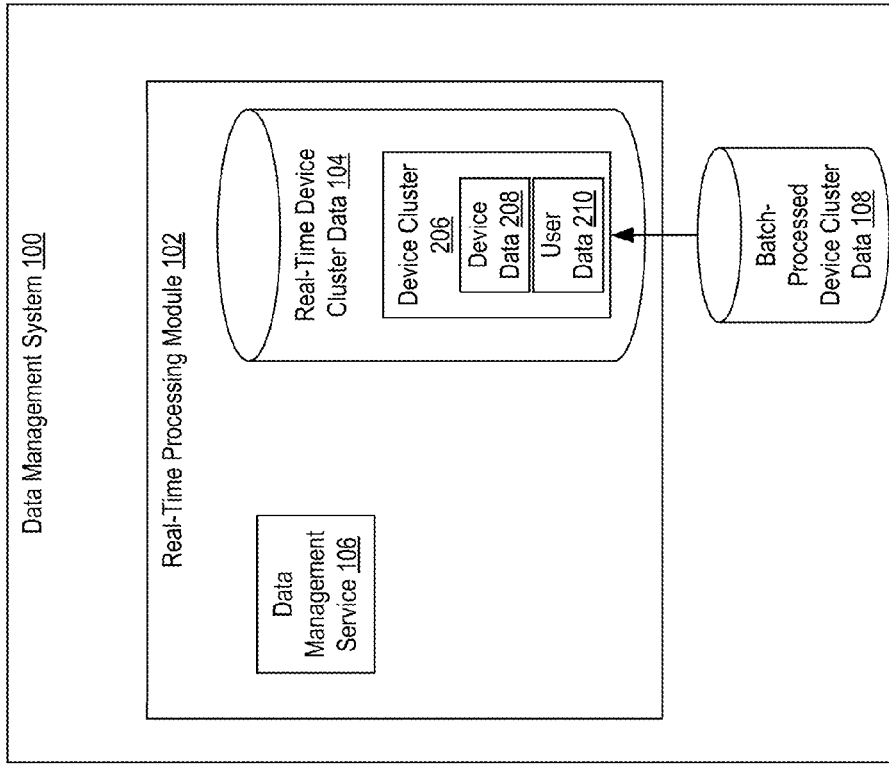 Data Management System 100
Real-Time Processing Module 102
Data
Management
Service 106
Real-Time Device
Cluster Data 104
Device Cluster
206
Device
Data 208
User
Data 210
Batch-
Processed
Device Cluster
Data 108